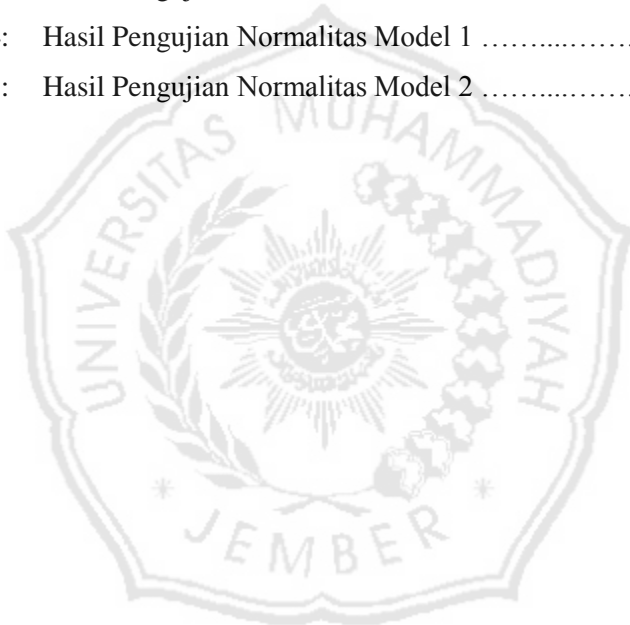 : Hasil Pengujian Normalitas Model 1 ……....…….
: Hasil Pengujian Normalitas Model 2 ……....…….
UNIVERSITAS MUHAMMADIYAH
* JEMBER *